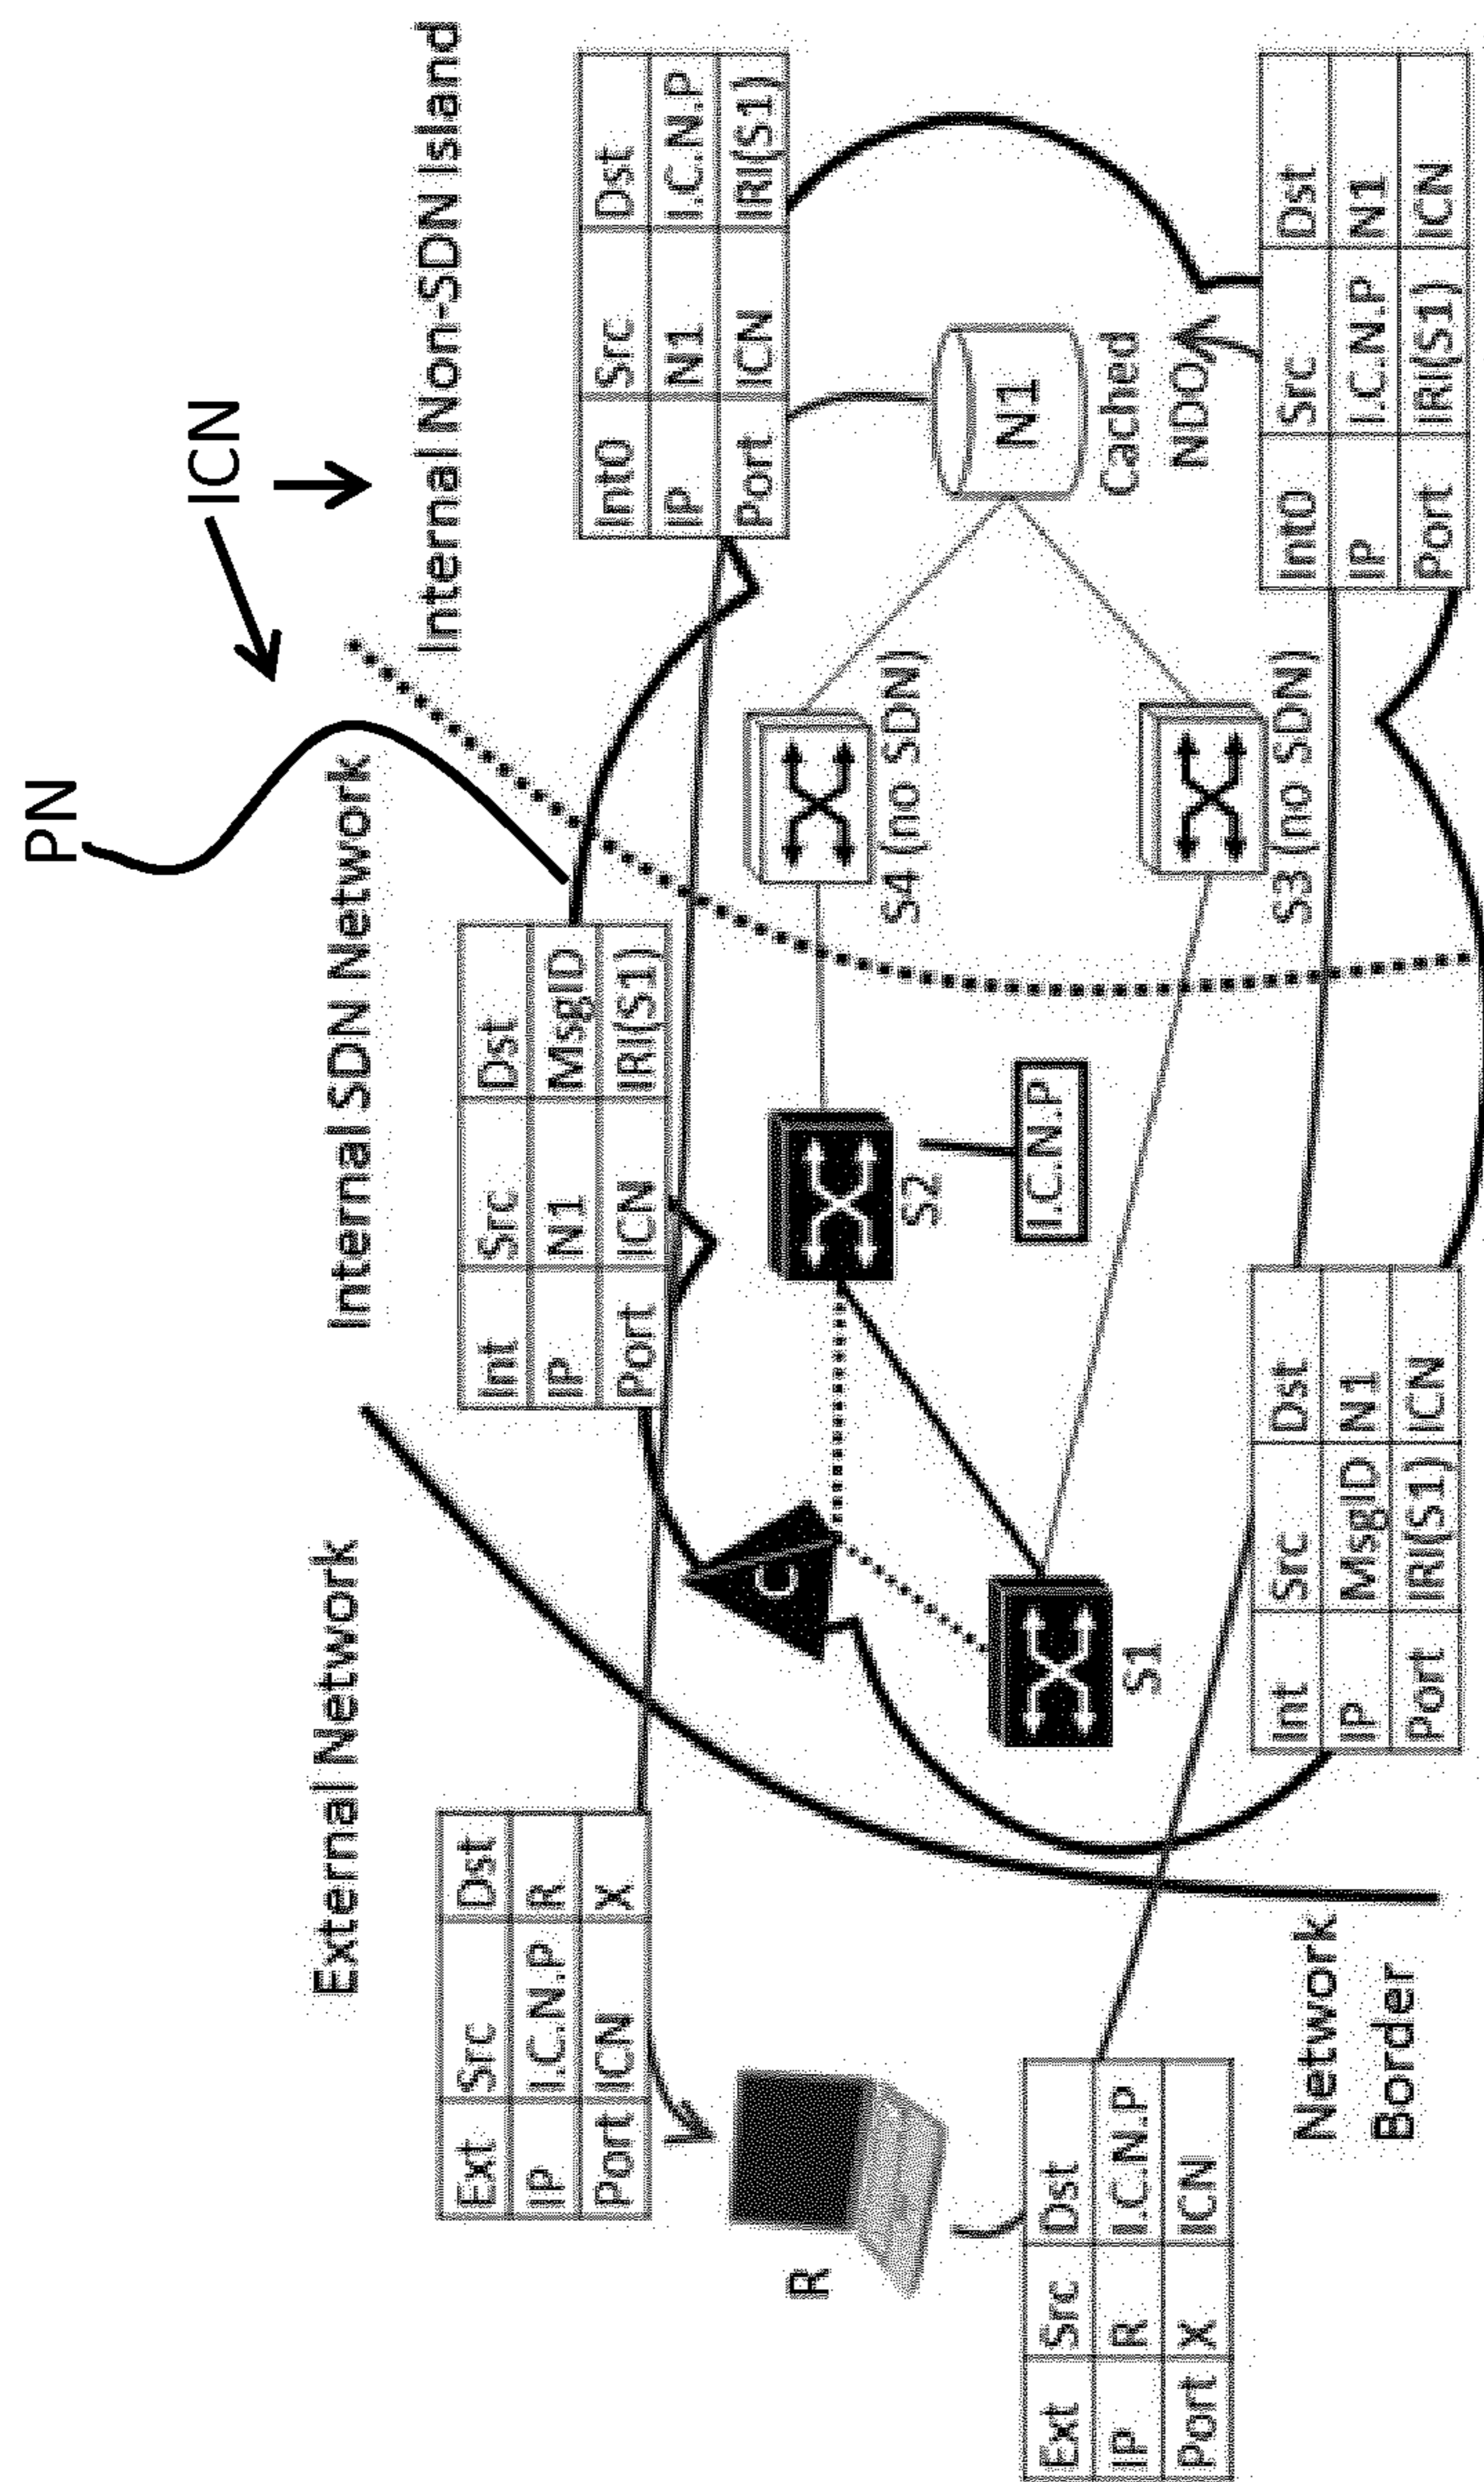 PN
ICN
External Network
Internal SDN Network
Internal Non-SDN Island
Ext Src Dst
IP I.C.N.P R
Port ICN X
Int Src Dst
IP N1 MsgID
Port ICN IRI(S1)
Int0 Src Dst
IP N1 I.C.N.P
Port ICN IRI(S1)
R
C
S2
S4 (no SDN)
N1
Cached
NDO
I.C.N.P
S1
S3 (no SDN)
Ext Src Dst
IP R I.C.N.P
Port X ICN
Network
Border
Int Src Dst
IP MsgID N1
Port IRI(S1) ICN
Int0 Src Dst
IP I.C.N.P N1
Port IRI(S1) ICN